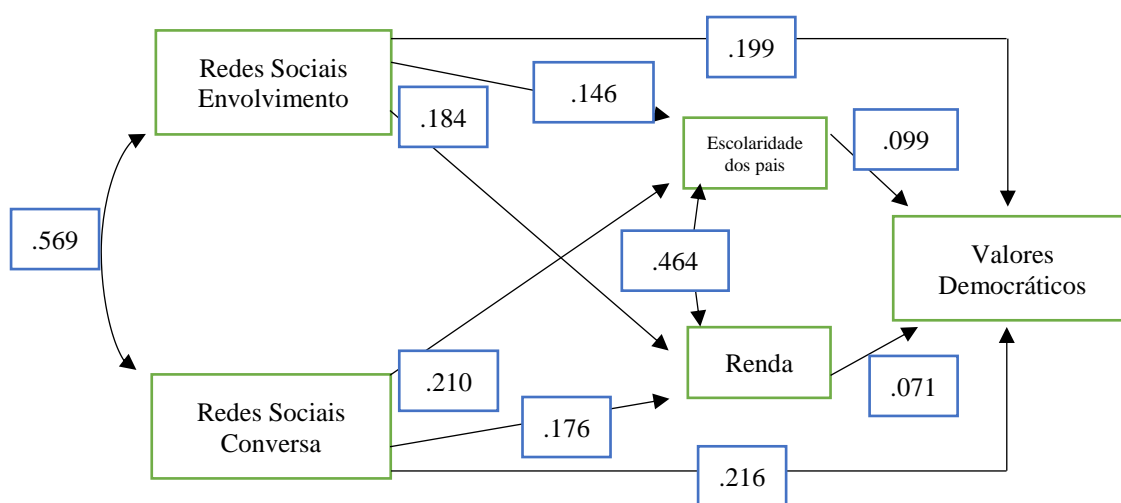 Redes Sociais
Envolvimento
.199
.146
.184
Escolaridade
dos pais
.099
.569
.464
Valores
Democráticos
Renda
.210
.071
Redes Sociais
Conversa
.176
.216